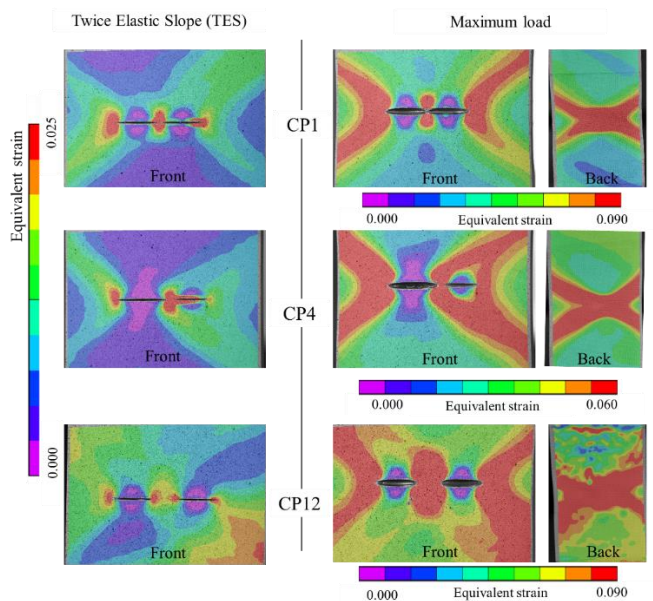 Twice Elastic Slope (TES)
Maximum load
Equivalent strain
0.025
0.000
Front
CP1
Front
Back
0.000
Equivalent strain
0.090
Front
CP4
Front
Back
0.000
Equivalent strain
0.060
Front
CP12
Front
Back
0.000
Equivalent strain
0.090